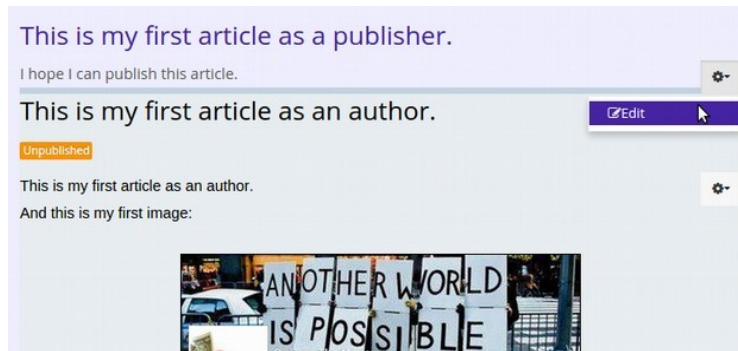 This is my first article as a publisher.
I hope I can publish this article.
This is my first article as an author.
Edit
Unpublished
This is my first article as an author.
And this is my first image:
ANOTHER WORLD
IS POSSIBLE